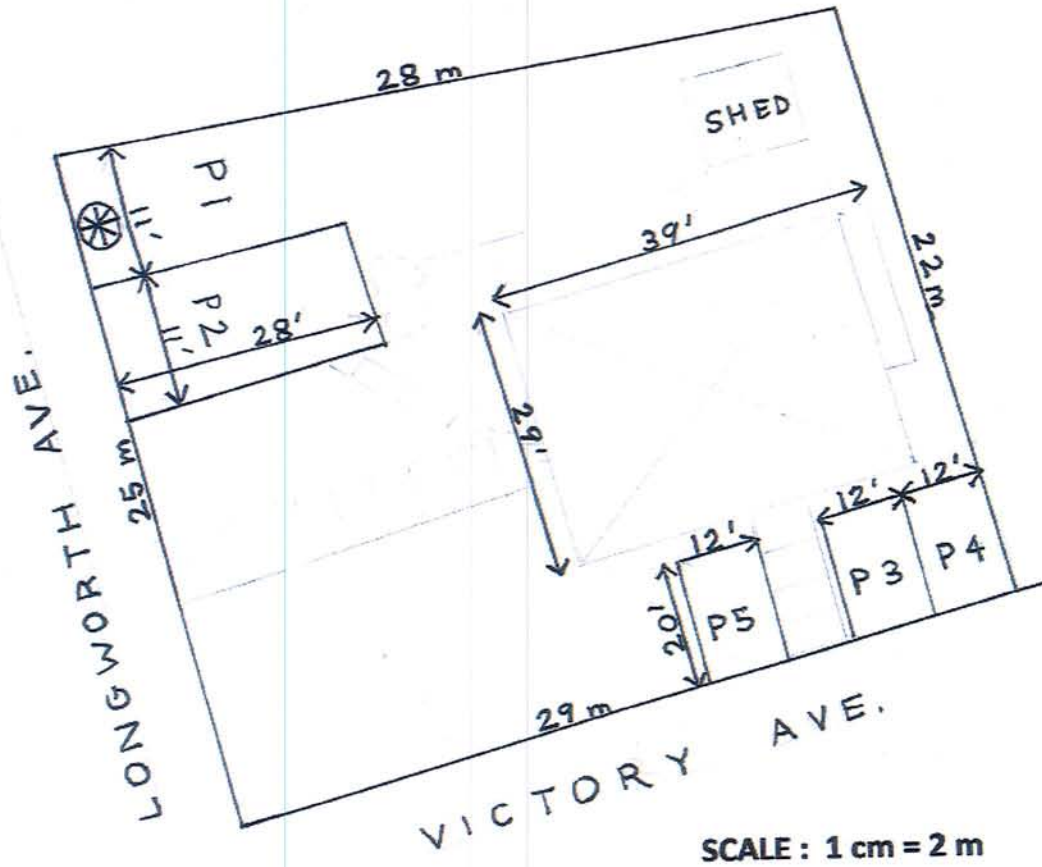 28 m
SHED
P1
11'
39'
22 m
P2
11'
28'
29'
LONGWORTH AVE.
25 m
12'
12'
12'
P3
P4
20'
P5
29 m
VICTORY AVE.
SCALE : 1 cm = 2 m